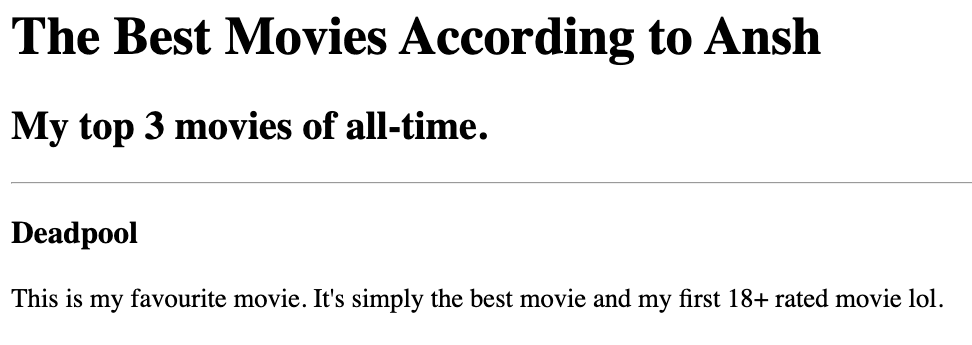 The Best Movies According to Ansh
My top 3 movies of all-time.
Deadpool
This is my favourite movie. It's simply the best movie and my first 18+ rated movie lol.